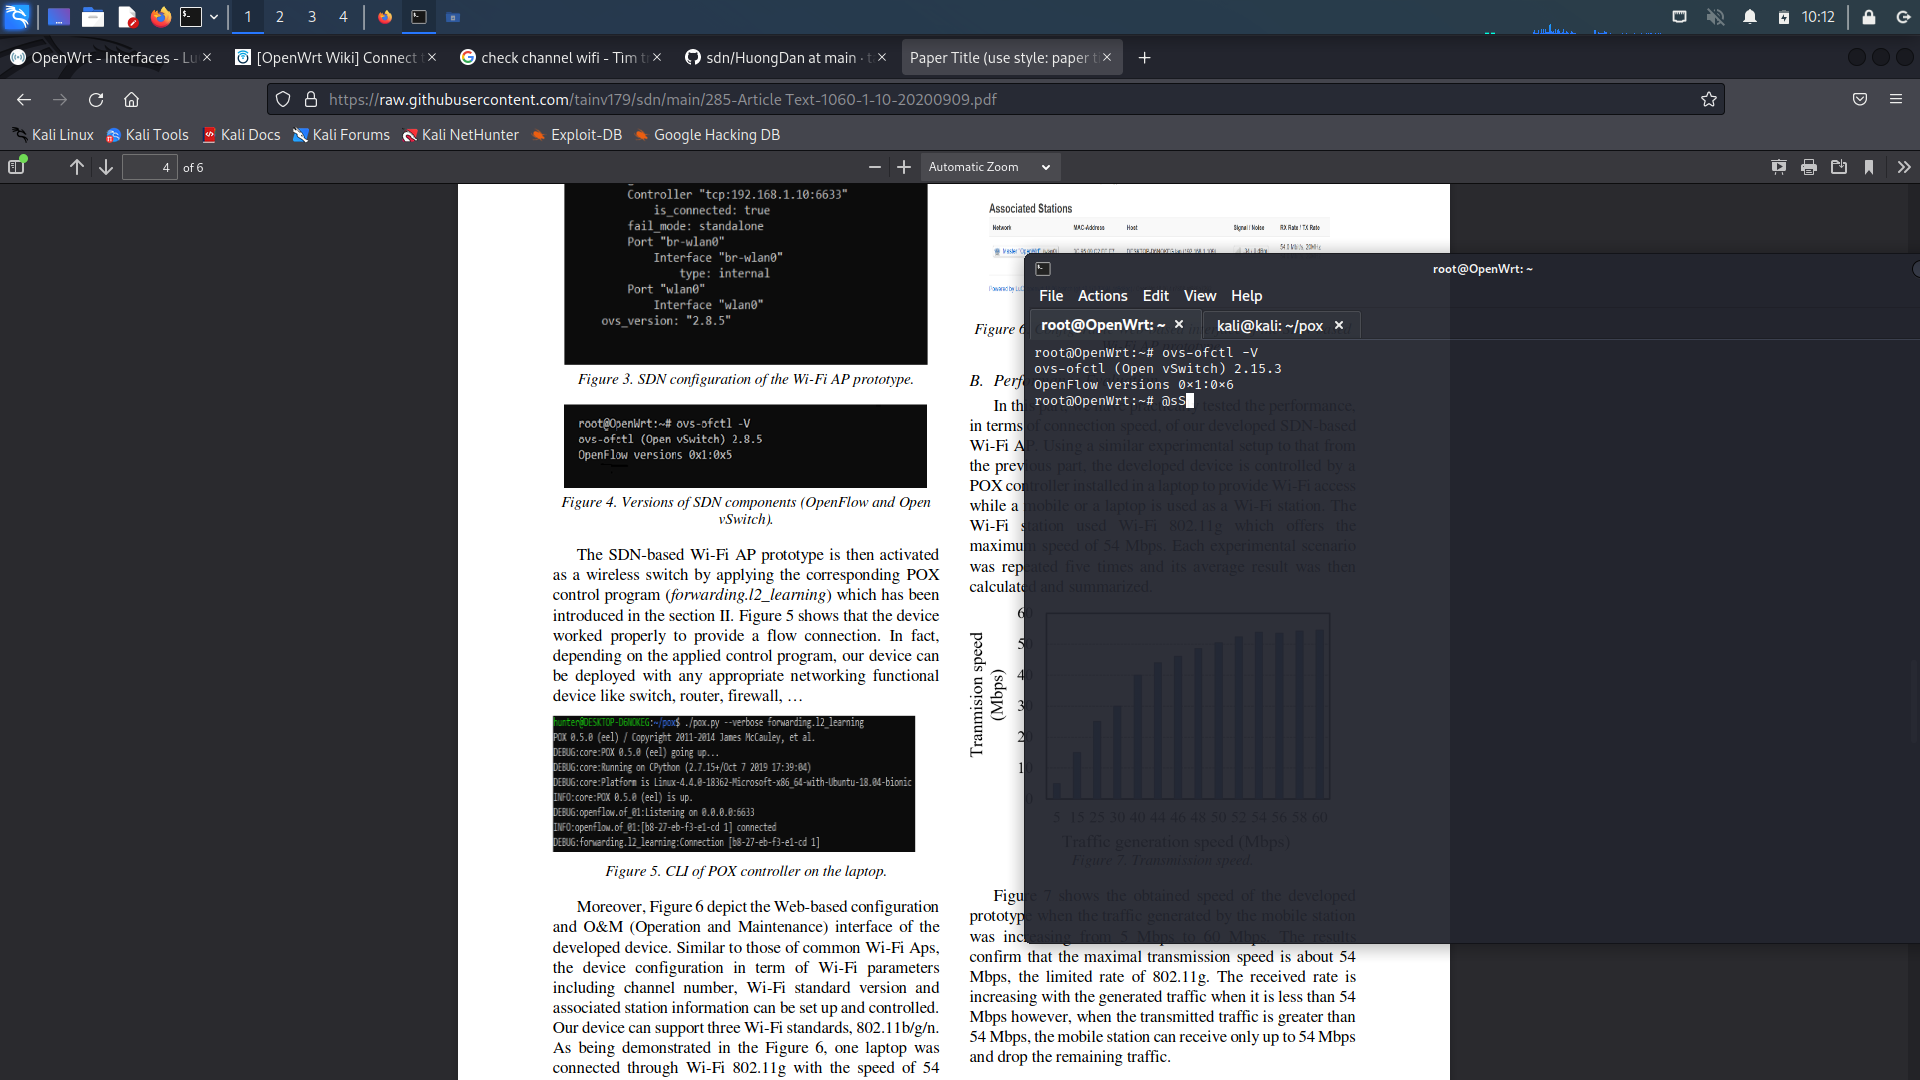 1
2
3
4
10:12
OpenWrt - Interfaces - Lu
[OpenWrt Wiki] Connect t
check channel wifi - Tìm t
sdn/HuongDan at main · t
Paper Title (use style: paper t
https://raw.githubusercontent.com/tainv179/sdn/main/285-Article Text-1060-1-10-20200909.pdf
Kali Linux
Kali Tools
Kali Docs
Kali Forums
Kali NetHunter
Exploit-DB
Google Hacking DB
4 of 6
Automatic Zoom
Controller "tcp:192.168.1.10:6633"
is_connected: true
fail_mode: standalone
Port "br-wlan0"
Interface "br-wlan0"
type: internal
Port "wlan0"
Interface "wlan0"
ovs_version: "2.8.5"
Figure 3. SDN configuration of the Wi-Fi AP prototype.
root@OpenWrt:~# ovs-ofctl -V
ovs-ofctl (Open vSwitch) 2.8.5
OpenFlow versions 0x1:0x5
Figure 4. Versions of SDN components (OpenFlow and Open
vSwitch).
The SDN-based Wi-Fi AP prototype is then activated
as a wireless switch by applying the corresponding POX
control program (forwarding.l2_learning) which has been
introduced in the section II. Figure 5 shows that the device
worked properly to provide a flow connection. In fact,
depending on the applied control program, our device can
be deployed with any appropriate networking functional
device like switch, router, firewall, …
hunter@DESKTOP-D6NOKEG:~/pox$ ./pox.py --verbose forwarding.l2_learning
POX 0.5.0 (eel) / Copyright 2011-2014 James McCauley, et al.
DEBUG:core:POX 0.5.0 (eel) going up...
DEBUG:core:Running on CPython (2.7.15+/Oct 7 2019 17:39:04)
DEBUG:core:Platform is Linux-4.4.0-18362-Microsoft-x86_64-with-Ubuntu-18.04-bionic
INFO:core:POX 0.5.0 (eel) is up.
DEBUG:openflow.of_01:Listening on 0.0.0.0:6633
INFO:openflow.of_01:[b8-27-eb-f3-e1-cd 1] connected
DEBUG:forwarding.l2_learning:Connection [b8-27-eb-f3-e1-cd 1]
Figure 5. CLI of POX controller on the laptop.
Moreover, Figure 6 depict the Web-based configuration
and O&M (Operation and Maintenance) interface of the
developed device. Similar to those of common Wi-Fi Aps,
the device configuration in term of Wi-Fi parameters
including channel number, Wi-Fi standard version and
associated station information can be set up and controlled.
Our device can support three Wi-Fi standards, 802.11b/g/n.
As being demonstrated in the Figure 6, one laptop was
connected through Wi-Fi 802.11g with the speed of 54
Associated Stations
Network MAC-Address Host Signal / Noise RX Rate / TX Rate
Figure 6
B. Perf
In this part, we have practically tested the performance,
in terms of connection speed, of our developed SDN-based
Wi-Fi AP. Using a similar experimental setup to that from
the previous part, the developed device is controlled by a
POX controller installed in a laptop to provide Wi-Fi access
while a mobile or a laptop is used as a Wi-Fi station. The
Wi-Fi station used Wi-Fi 802.11g which offers the
maximum speed of 54 Mbps. Each experimental scenario
was repeated five times and its average result was then
calculated and summarized.
Tranmision speed
(Mbps)
60
50
40
30
20
10
0
5 15 25 30 40 44 46 48 50 52 54 56 58 60
Traffic generation speed (Mbps)
Figure 7. Transmission speed
Figure 7 shows the obtained speed of the developed
prototype when the traffic generated by the mobile station
was increasing from 5 Mbps to 60 Mbps. The results
confirm that the maximal transmission speed is about 54
Mbps, the limited rate of 802.11g. The received rate is
increasing with the generated traffic when it is less than 54
Mbps however, when the transmitted traffic is greater than
54 Mbps, the mobile station can receive only up to 54 Mbps
and drop the remaining traffic.
root@OpenWrt: ~
File Actions Edit View Help
root@OpenWrt: ~
kali@kali: ~/pox
root@OpenWrt:~# ovs-ofctl -V
ovs-ofctl (Open vSwitch) 2.15.3
OpenFlow versions 0×1:0×6
root@OpenWrt:~# @sS